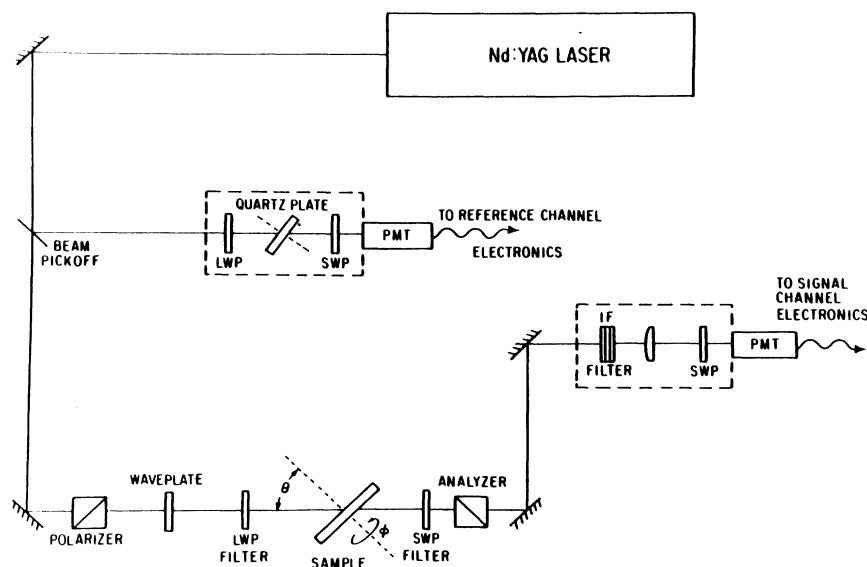 Nd:YAG LASER
QUARTZ PLATE
LWP
SWP
PMT
TO REFERENCE CHANNEL
ELECTRONICS
BEAM
PICKOFF
TO SIGNAL
CHANNEL
ELECTRONICS
IF
FILTER
SWP
PMT
POLARIZER
WAVEPLATE
LWP
FILTER
θ
SAMPLE
Φ
SWP
FILTER
ANALYZER